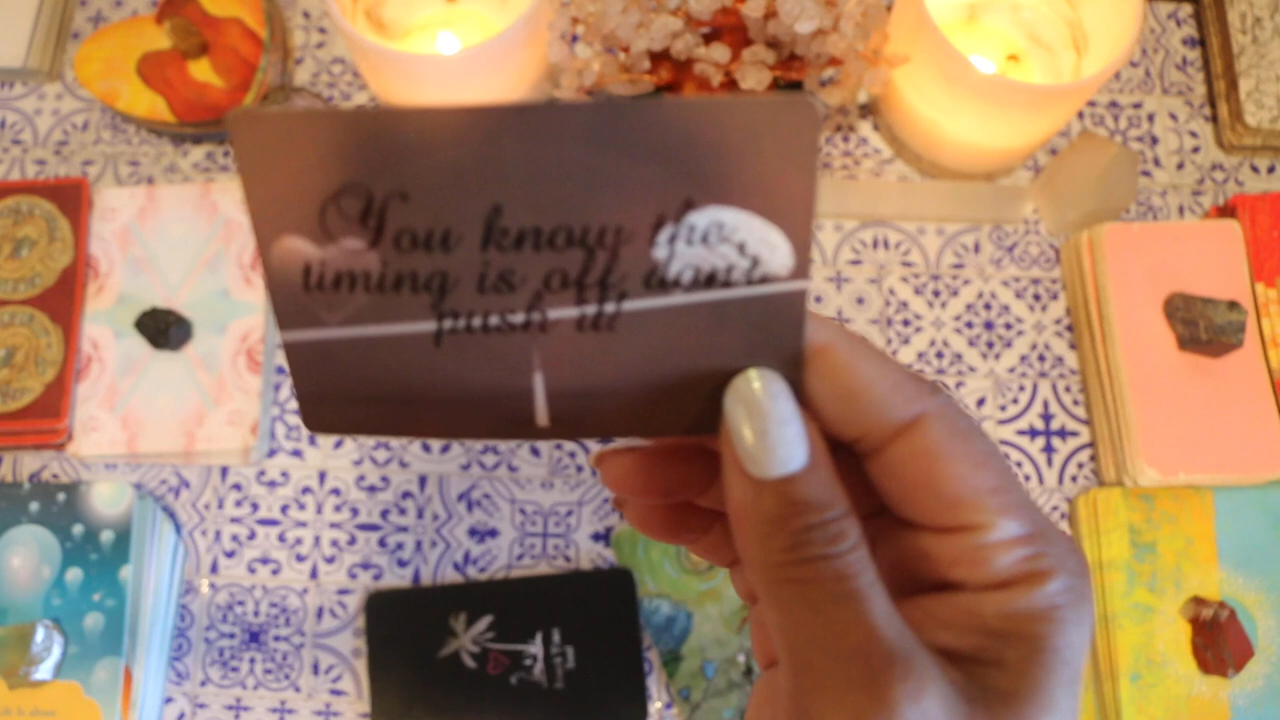 You know the
timing is off don't
push it!